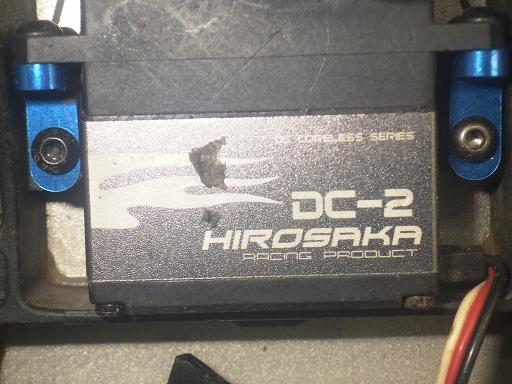 CORELESS SERIES
DC-2
HIROSAKA
RACING PRODUCT